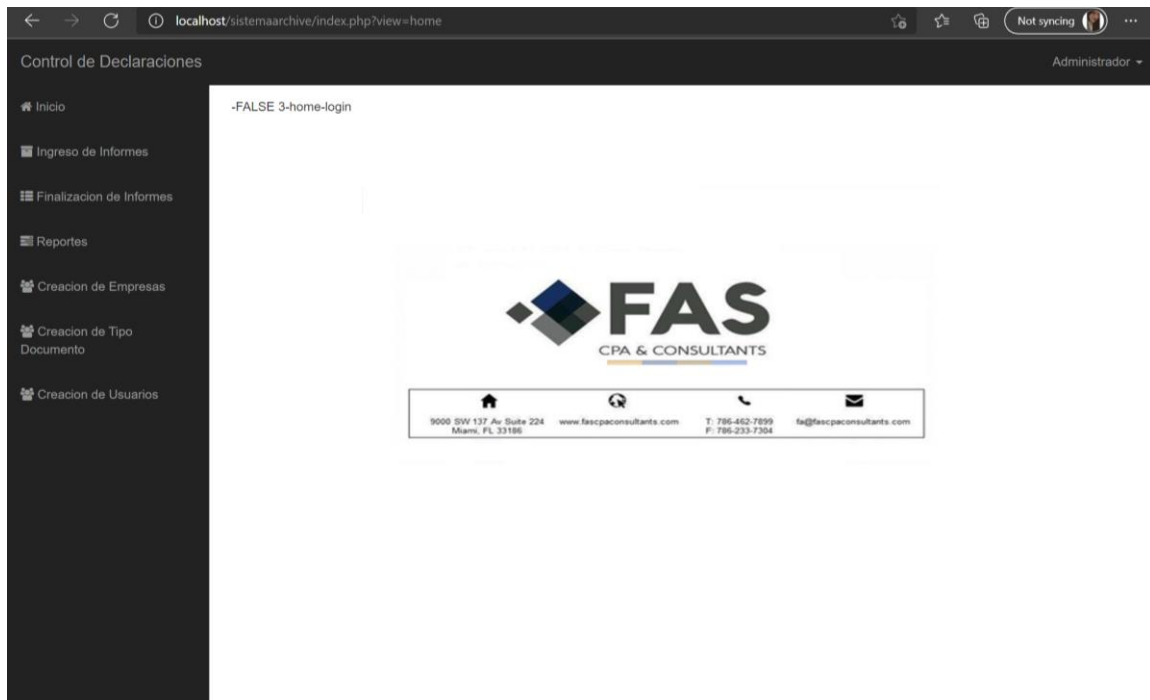 localhost/sistemaarchive/index.php?view=home
Not syncing
Control de Declaraciones
Administrador
Inicio
-FALSE 3-home-login
Ingreso de Informes
Finalizacion de Informes
Reportes
Creacion de Empresas
Creacion de Tipo
Documento
Creacion de Usuarios
FAS
CPA & CONSULTANTS
9000 SW 137 Av Suite 224
Miami, FL 33186
www.fascpaconsultants.com
T: 786-462-7899
F: 786-233-7304
fa@fascpaconsultants.com